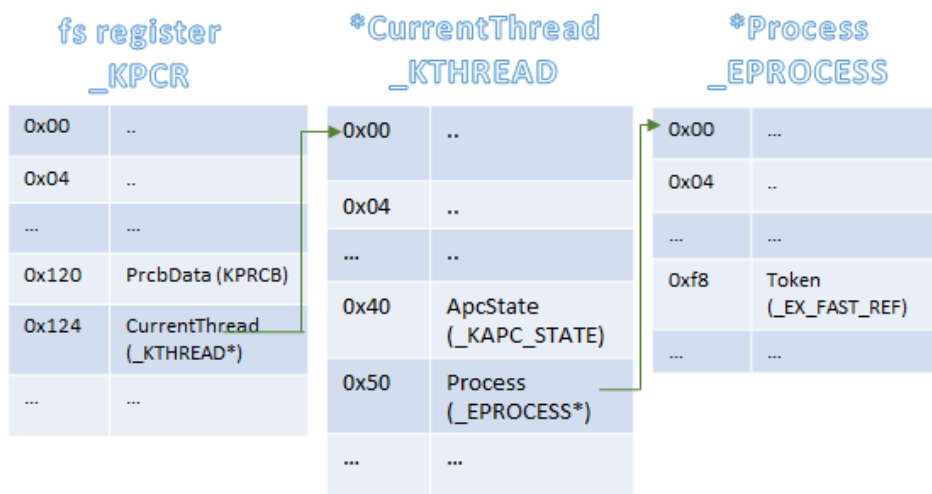 fs register
_KPCR
0x00 ..
0x04 ..
... ...
0x120 PrcbData (KPRCB)
0x124 CurrentThread
(_KTHREAD*)
... ...
*CurrentThread
_KTHREAD
0x00 ..
0x04 ..
... ..
0x40 ApcState
(_KAPC_STATE)
0x50 Process
(_EPROCESS*)
... ...
*Process
_EPROCESS
0x00 ...
0x04 ..
... ...
0xf8 Token
(_EX_FAST_REF)
... ...